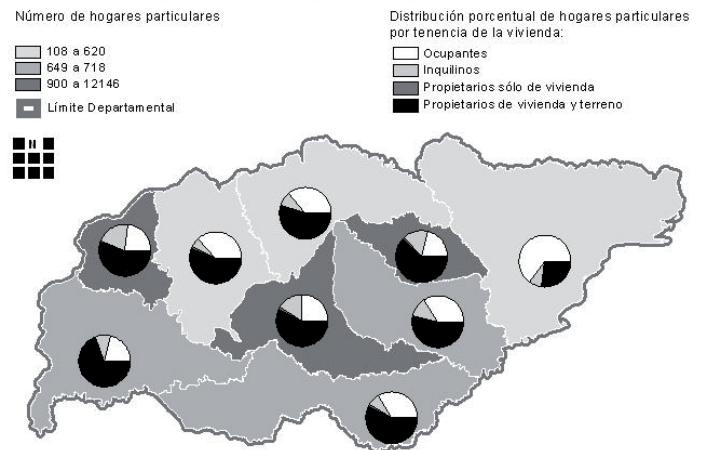 Número de hogares particulares
108 a 620
649 a 718
900 a 12146
Límite Departamental
Distribución porcentual de hogares particulares
por tenencia de la vivienda:
Ocupantes
Inquilinos
Propietarios sólo de vivienda
Propietarios de vivienda y terreno